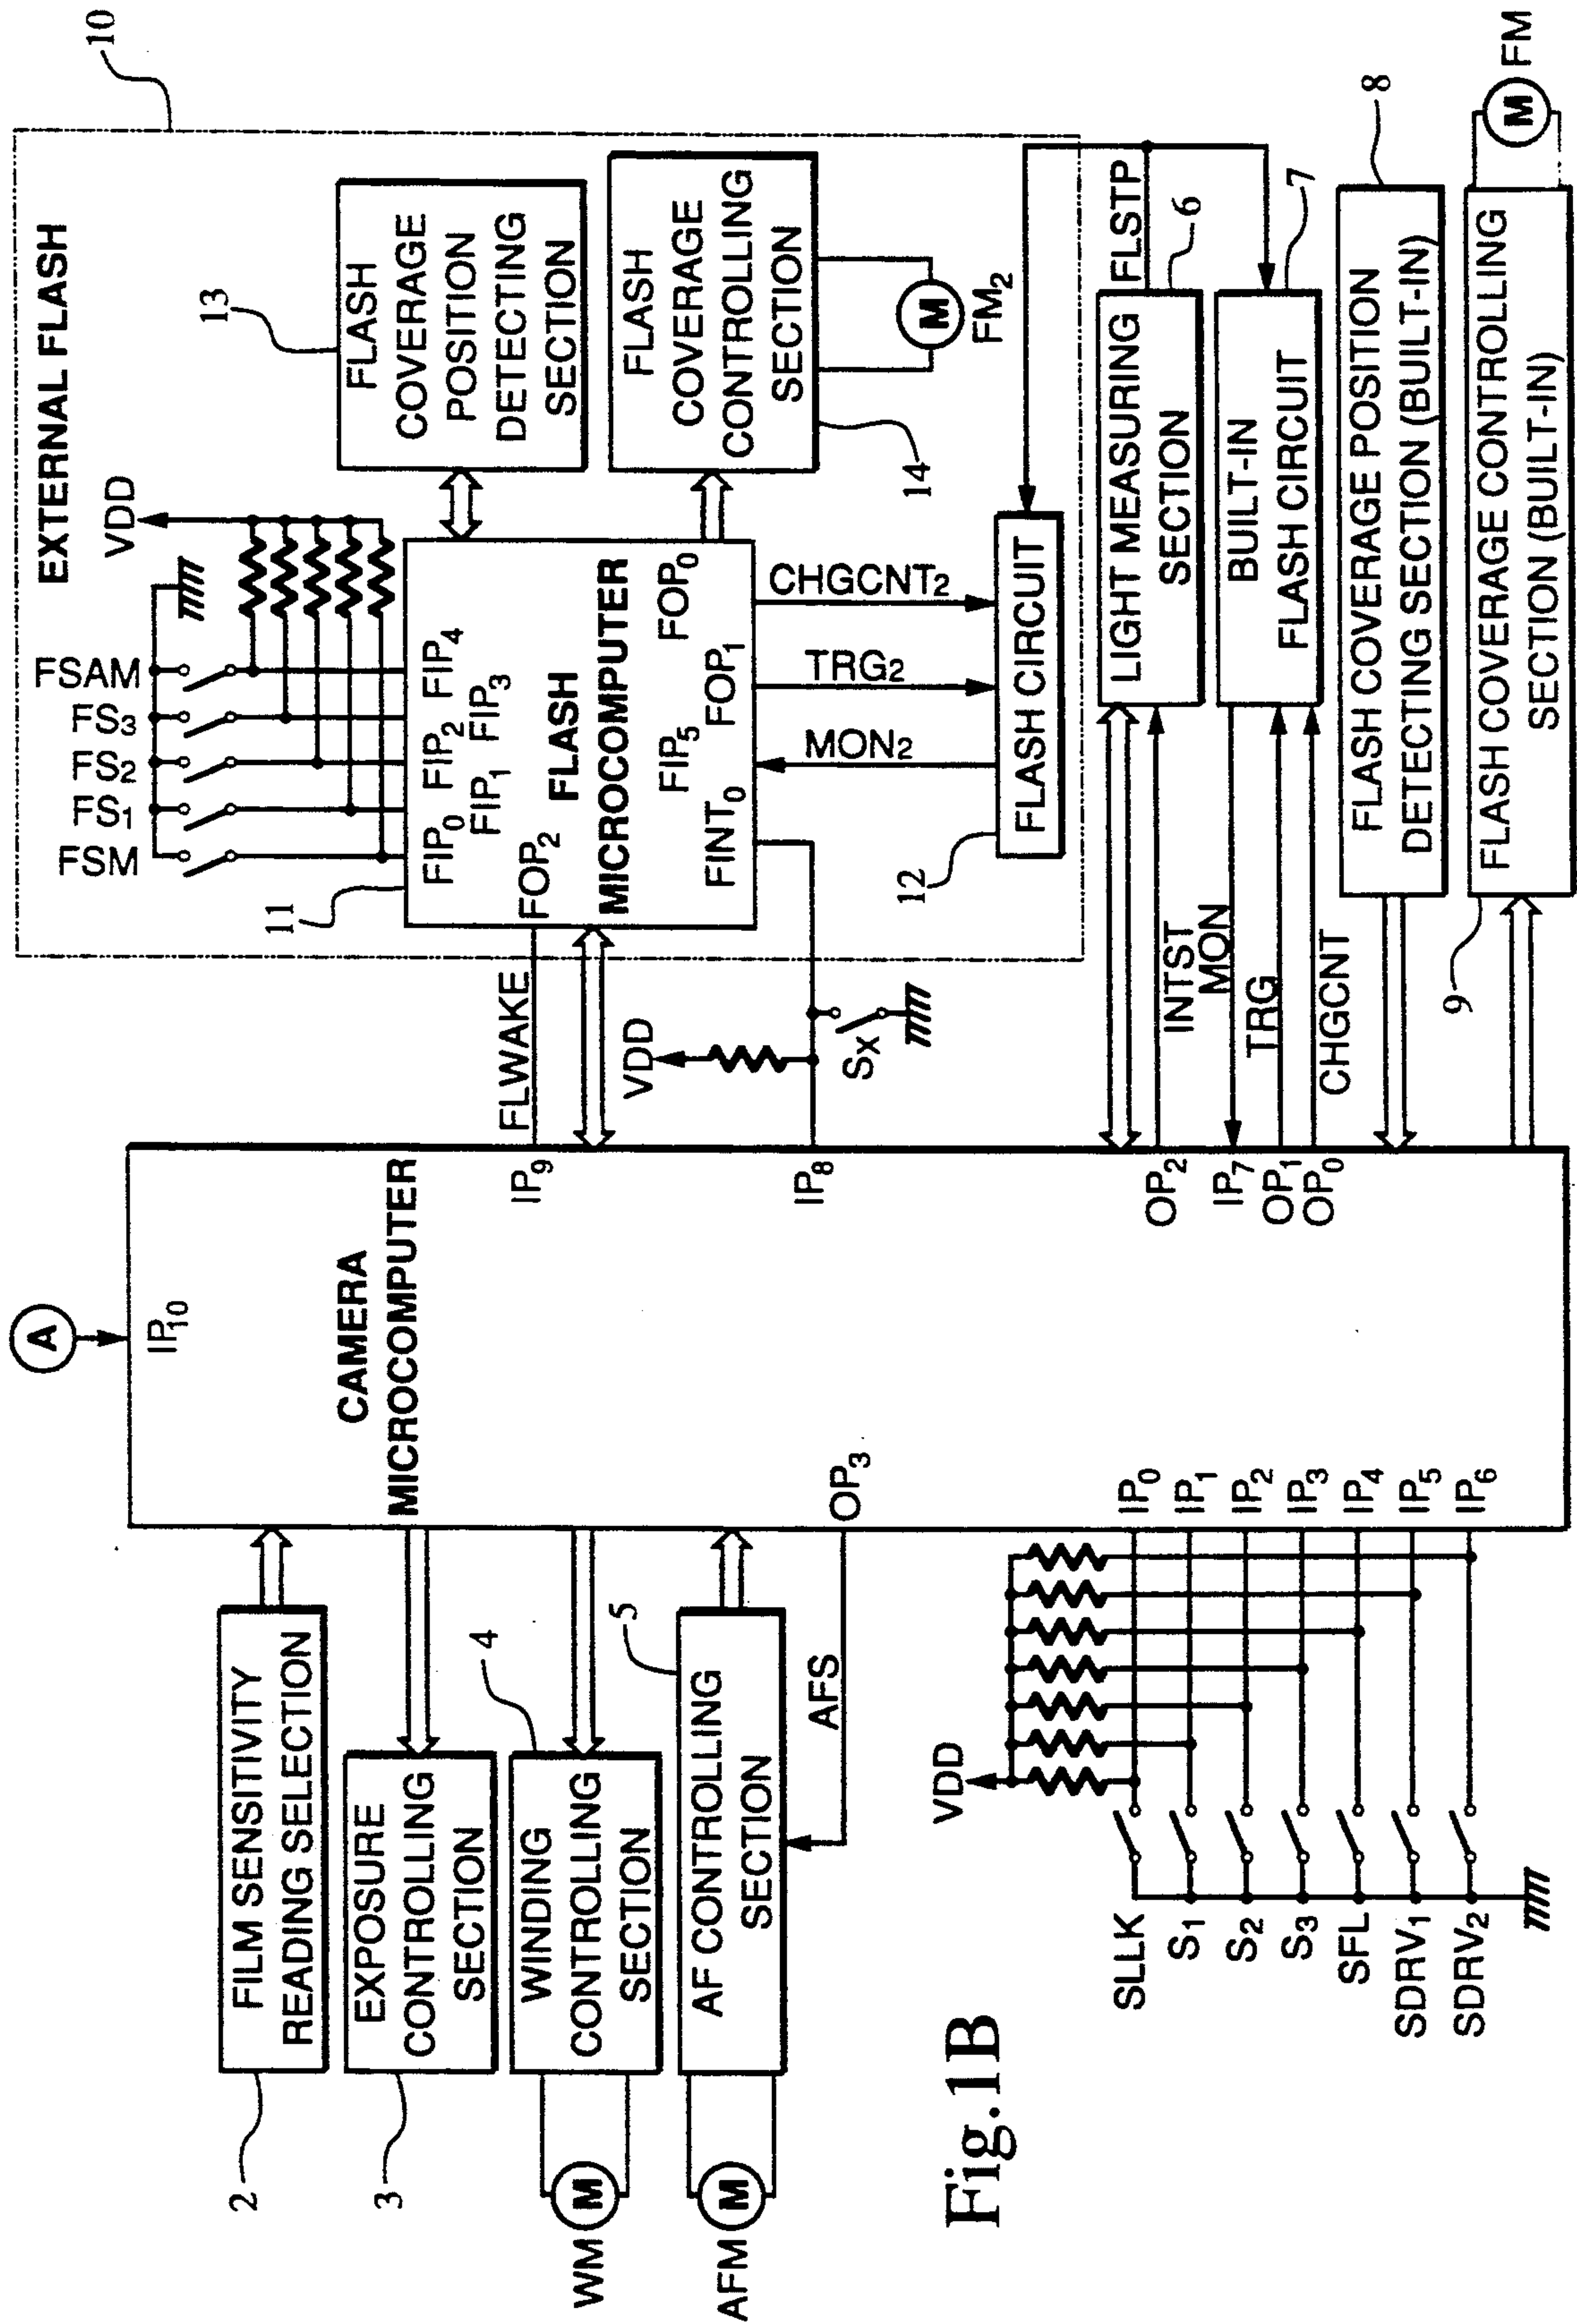 Fig.1B
A
IP10
CAMERA
MICROCOMPUTER
2
FILM SENSITIVITY
READING SELECTION
3
EXPOSURE
CONTROLLING
SECTION
4
WINDING
CONTROLLING
SECTION
WM
M
5
AF CONTROLLING
SECTION
AFM
M
AFS
OP3
VDD
SLLK
S1
S2
S3
SFL
SDRV1
SDRV2
IP0
IP1
IP2
IP3
IP4
IP5
IP6
IP9
IP8
OP2
IP7
OP1
OP0
FLWAKE
VDD
SX
INTST
MON
TRG
CHGCNT
EXTERNAL FLASH
10
VDD
FSAM
FS3
FS2
FS1
FSM
11
FIP0
FIP1
FIP2
FIP3
FIP4
FOP2
FLASH
MICROCOMPUTER
FOP0
FIP5
FOP1
FINT0
13
FLASH
COVERAGE
POSITION
DETECTING
SECTION
FLASH
COVERAGE
CONTROLLING
SECTION
14
M
FM2
CHGCNT2
TRG2
MON2
12
FLASH CIRCUIT
FLSTP
LIGHT MEASURING
SECTION
6
BUILT-IN
FLASH CIRCUIT
7
FLASH COVERAGE POSITION
DETECTING SECTION (BUILT-IN)
8
FLASH COVERAGE CONTROLLING
SECTION (BUILT-IN)
9
M
FM